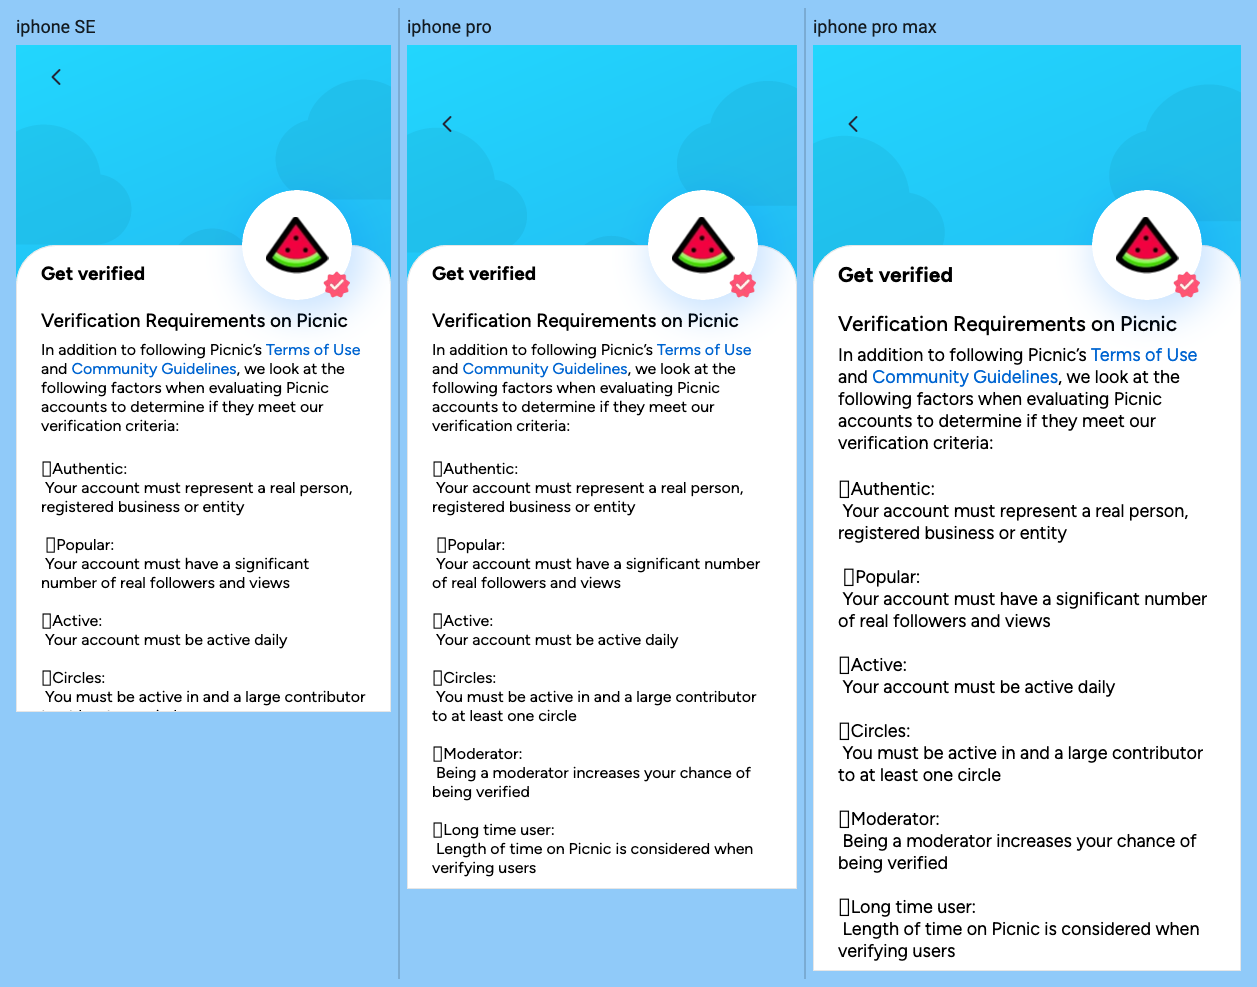 iphone SE
Get verified
Verification Requirements on Picnic
In addition to following Picnic’s Terms of Use
and Community Guidelines, we look at the
following factors when evaluating Picnic
accounts to determine if they meet our
verification criteria:
Authentic:
Your account must represent a real person,
registered business or entity
Popular:
Your account must have a significant
number of real followers and views
Active:
Your account must be active daily
Circles:
You must be active in and a large contributor
iphone pro
Get verified
Verification Requirements on Picnic
In addition to following Picnic’s Terms of Use
and Community Guidelines, we look at the
following factors when evaluating Picnic
accounts to determine if they meet our
verification criteria:
Authentic:
Your account must represent a real person,
registered business or entity
Popular:
Your account must have a significant number
of real followers and views
Active:
Your account must be active daily
Circles:
You must be active in and a large contributor
to at least one circle
Moderator:
Being a moderator increases your chance of
being verified
Long time user:
Length of time on Picnic is considered when
verifying users
iphone pro max
Get verified
Verification Requirements on Picnic
In addition to following Picnic’s Terms of Use
and Community Guidelines, we look at the
following factors when evaluating Picnic
accounts to determine if they meet our
verification criteria:
Authentic:
Your account must represent a real person,
registered business or entity
Popular:
Your account must have a significant number
of real followers and views
Active:
Your account must be active daily
Circles:
You must be active in and a large contributor
to at least one circle
Moderator:
Being a moderator increases your chance of
being verified
Long time user:
Length of time on Picnic is considered when
verifying users